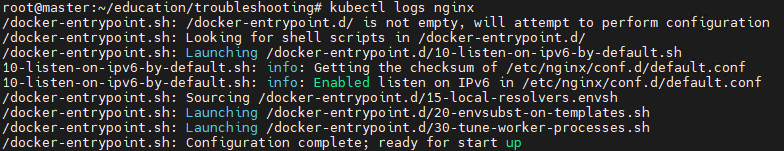 root@master:~/education/troubleshooting# kubectl logs nginx
/docker-entrypoint.sh: /docker-entrypoint.d/ is not empty, will attempt to perform configuration
/docker-entrypoint.sh: Looking for shell scripts in /docker-entrypoint.d/
/docker-entrypoint.sh: Launching /docker-entrypoint.d/10-listen-on-ipv6-by-default.sh
10-listen-on-ipv6-by-default.sh: info: Getting the checksum of /etc/nginx/conf.d/default.conf
10-listen-on-ipv6-by-default.sh: info: Enabled listen on IPv6 in /etc/nginx/conf.d/default.conf
/docker-entrypoint.sh: Sourcing /docker-entrypoint.d/15-local-resolvers.envsh
/docker-entrypoint.sh: Launching /docker-entrypoint.d/20-envsubst-on-templates.sh
/docker-entrypoint.sh: Launching /docker-entrypoint.d/30-tune-worker-processes.sh
/docker-entrypoint.sh: Configuration complete; ready for start up